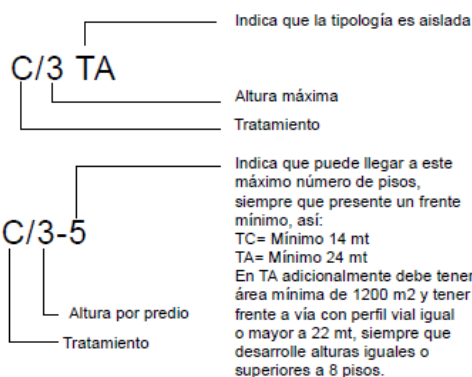 Indica que la tipología es aislada
C/3 TA
Altura máxima
Tratamiento
Indica que puede llegar a este
máximo número de pisos,
siempre que presente un frente
mínimo, así:
TC= Mínimo 14 mt
TA= Mínimo 24 mt
En TA adicionalmente debe tener
área mínima de 1200 m2 y tener
frente a vía con perfil vial igual
o mayor a 22 mt, siempre que
desarrolle alturas iguales o
superiores a 8 pisos.
C/3-5
Altura por predio
Tratamiento